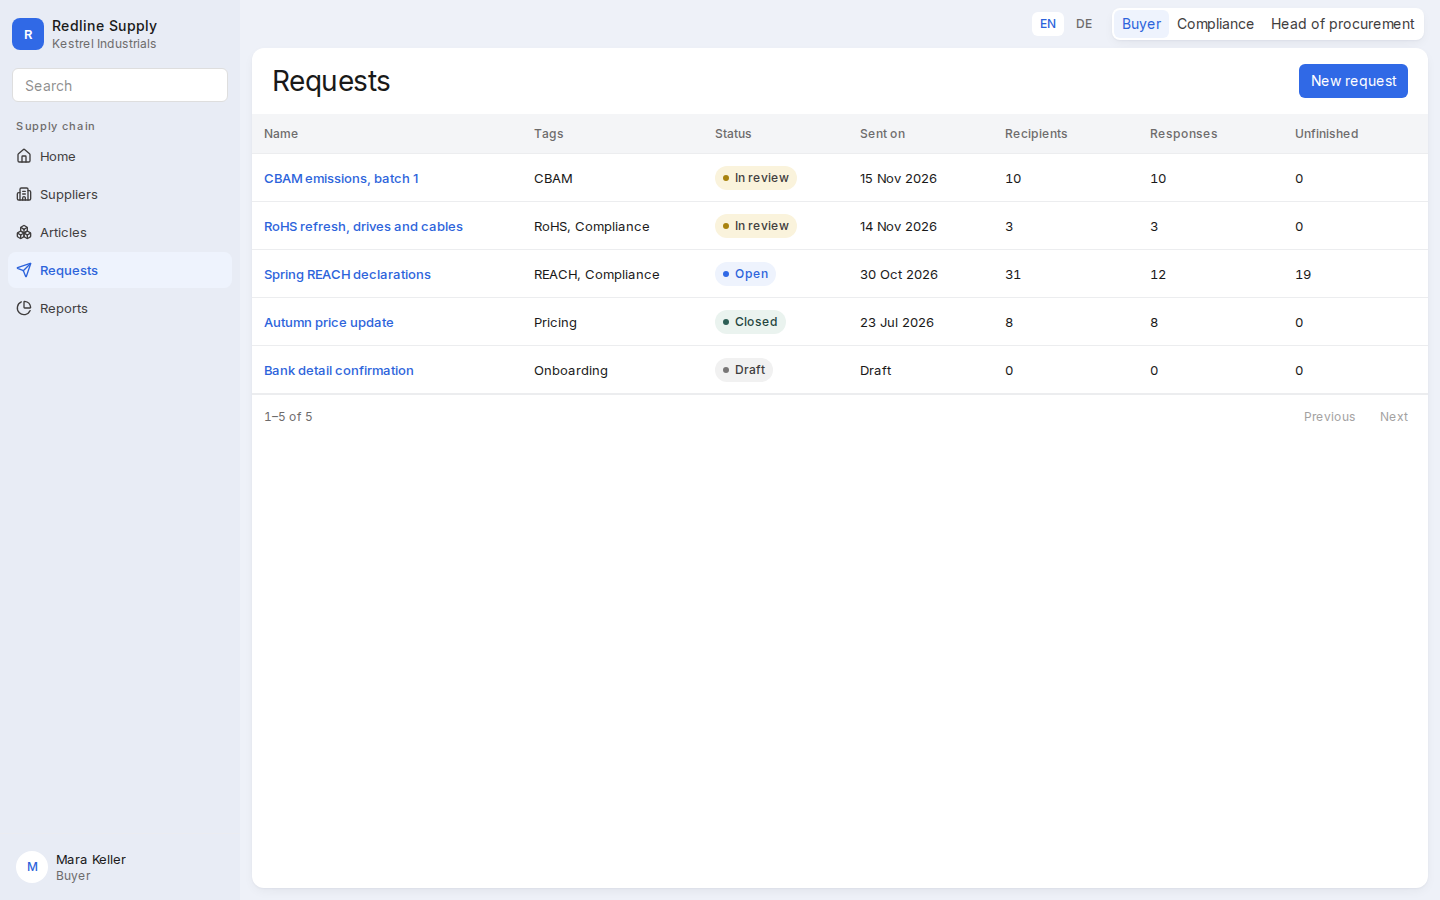 R
Redline Supply
Kestrel Industrials
Search
Supply chain
Home
Suppliers
Articles
Requests
Reports
M
Mara Keller
Buyer
EN DE Buyer Compliance Head of procurement
Requests New request
Name Tags Status Sent on Recipients Responses Unfinished
CBAM emissions, batch 1 CBAM In review 15 Nov 2026 10 10 0
RoHS refresh, drives and cables RoHS, Compliance In review 14 Nov 2026 3 3 0
Spring REACH declarations REACH, Compliance Open 30 Oct 2026 31 12 19
Autumn price update Pricing Closed 23 Jul 2026 8 8 0
Bank detail confirmation Onboarding Draft Draft 0 0 0
1–5 of 5 Previous Next